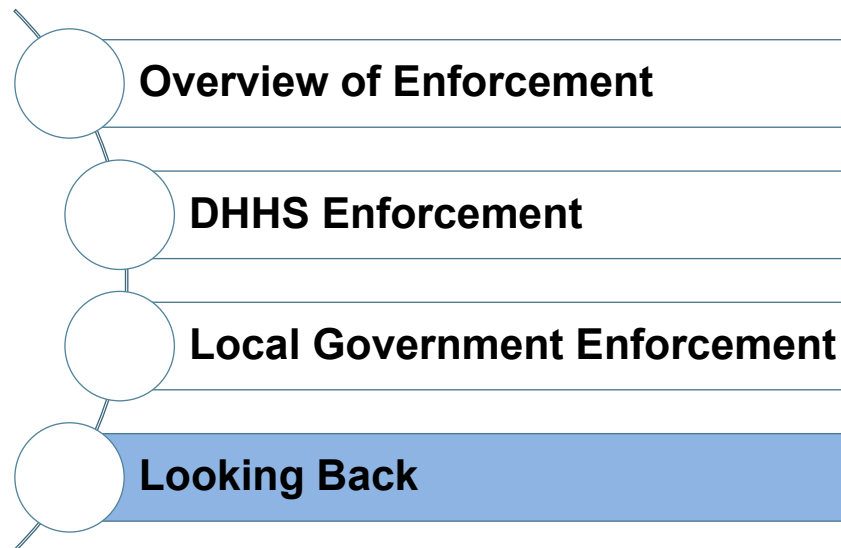 Overview of Enforcement
DHHS Enforcement
Local Government Enforcement
Looking Back